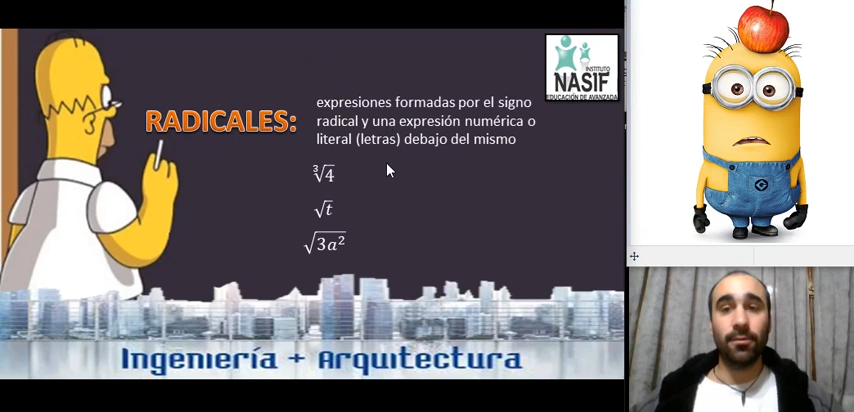 INSTITUTO
NASIF
EDUCACIÓN DE AVANZADA
RADICALES:
expresiones formadas por el signo
radical y una expresión numérica o
literal (letras) debajo del mismo
∛4
√t
√3a²
Ingeniería + Arquitectura